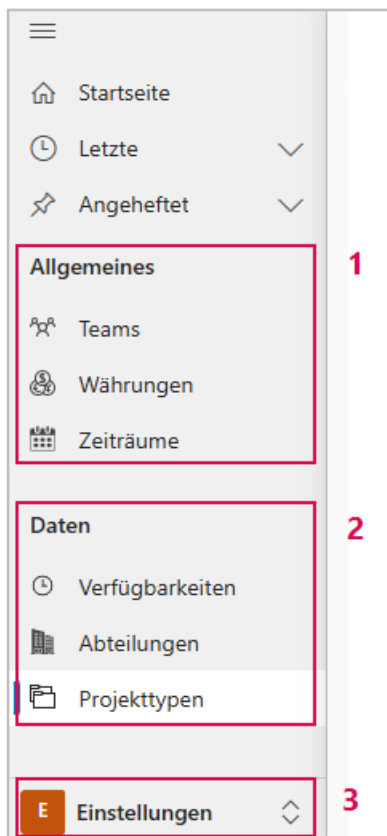 Startseite
Letzte
Angeheftet
Allgemeines 1
Teams
Währungen
Zeiträume
Daten 2
Verfügbarkeiten
Abteilungen
Projekttypen
E Einstellungen 3